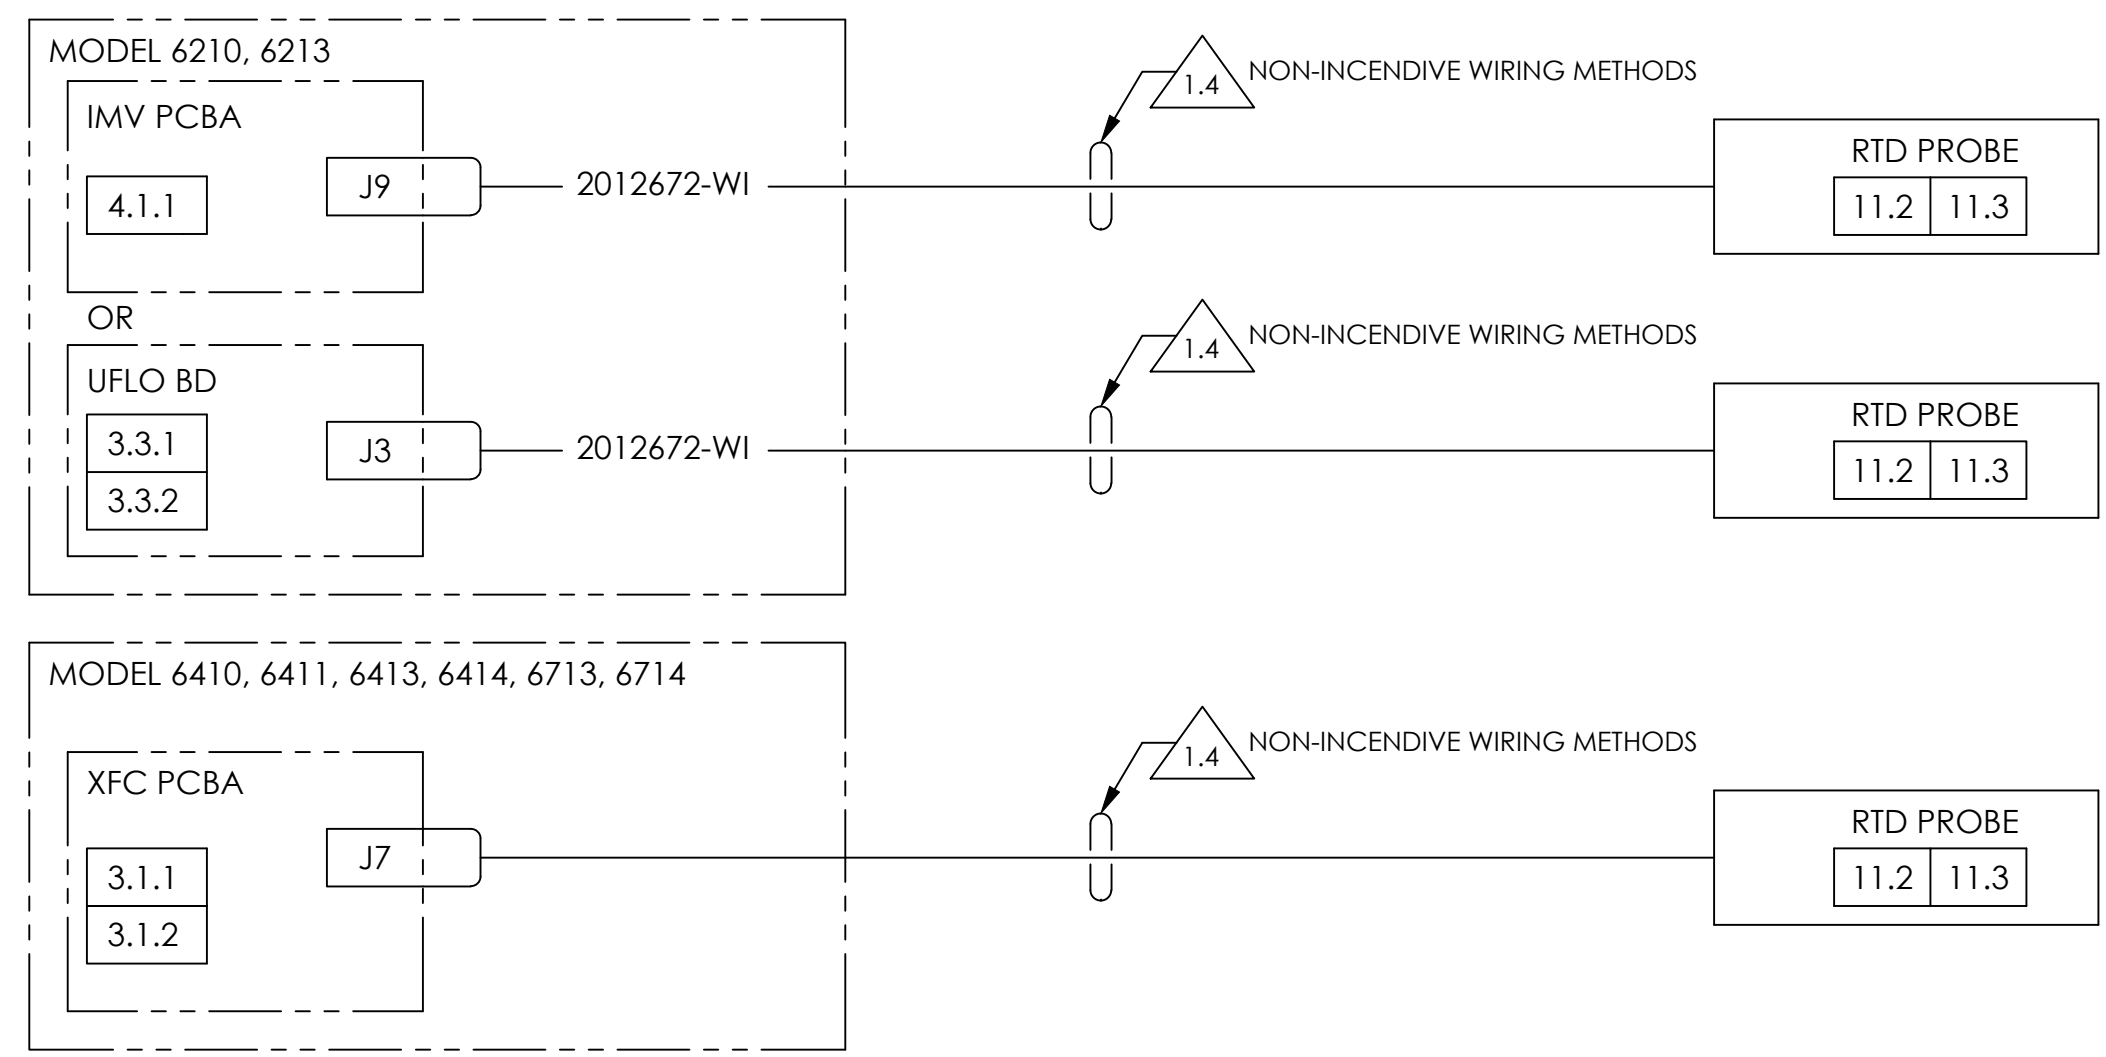 MODEL 6210, 6213
IMV PCBA
4.1.1
J9
2012672-WI
1.4
NON-INCENDIVE WIRING METHODS
RTD PROBE
11.2 11.3
OR
UFLO BD
3.3.1
3.3.2
J3
2012672-WI
1.4
NON-INCENDIVE WIRING METHODS
RTD PROBE
11.2 11.3
MODEL 6410, 6411, 6413, 6414, 6713, 6714
XFC PCBA
3.1.1
3.1.2
J7
1.4
NON-INCENDIVE WIRING METHODS
RTD PROBE
11.2 11.3